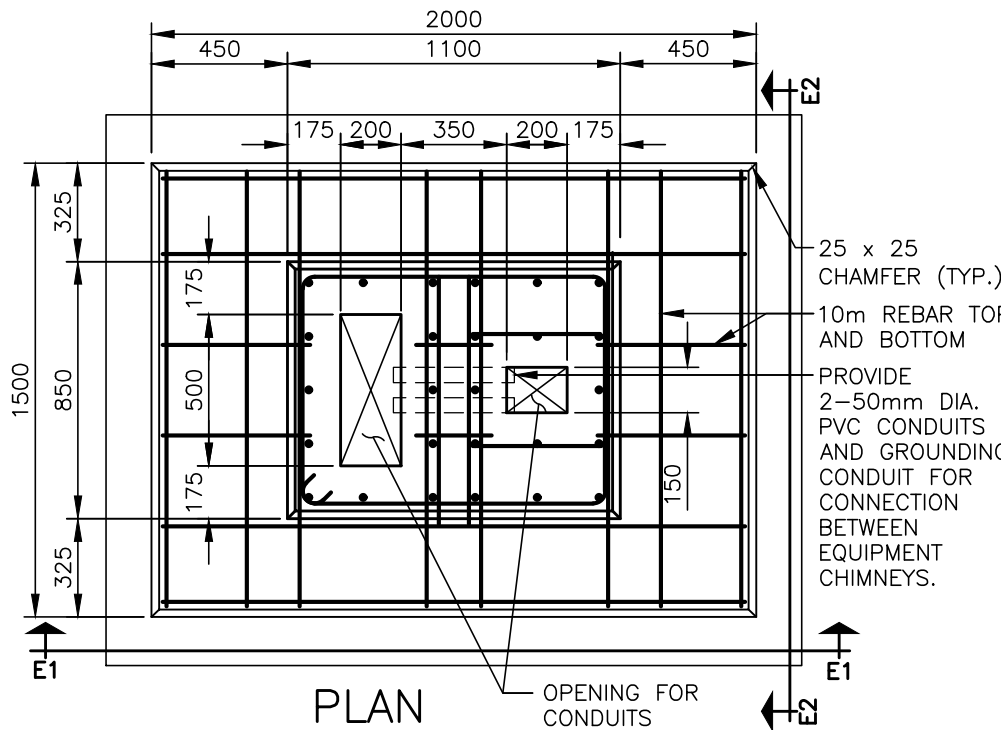 2000
450 1100 450
E2
175 200 350 200 175
325
175
1500
850
500
175
325
150
25 x 25
CHAMFER (TYP.)
10m REBAR TOP
AND BOTTOM
PROVIDE
2-50mm DIA.
PVC CONDUITS
AND GROUNDING
CONDUIT FOR
CONNECTION
BETWEEN
EQUIPMENT
CHIMNEYS.
E1
E1
PLAN
OPENING FOR
CONDUITS
E2